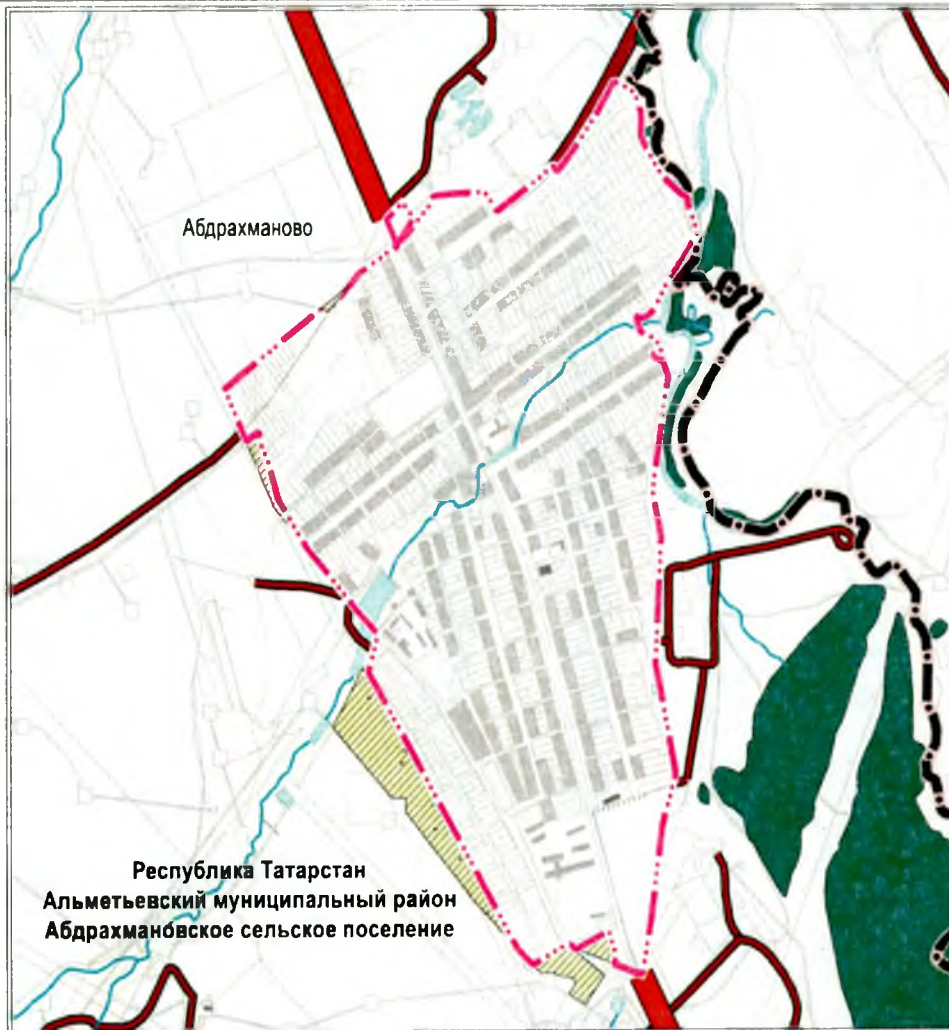 Абдрахманово
Республика Татарстан
Альметьевский муниципальный район
Абдрахмановское сельское поселение